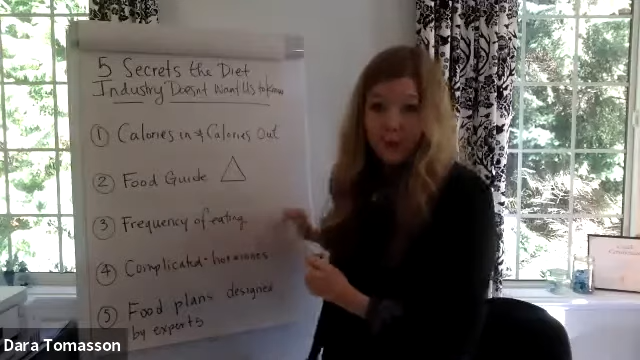 5 Secrets the Diet
Industry Doesnt Want Us to know
1 Calories in & Calories Out
2 Food Guide
3 Frequency of eating
4 Complicated - hormones
5 Food plans designed
by experts
Dara Tomasson